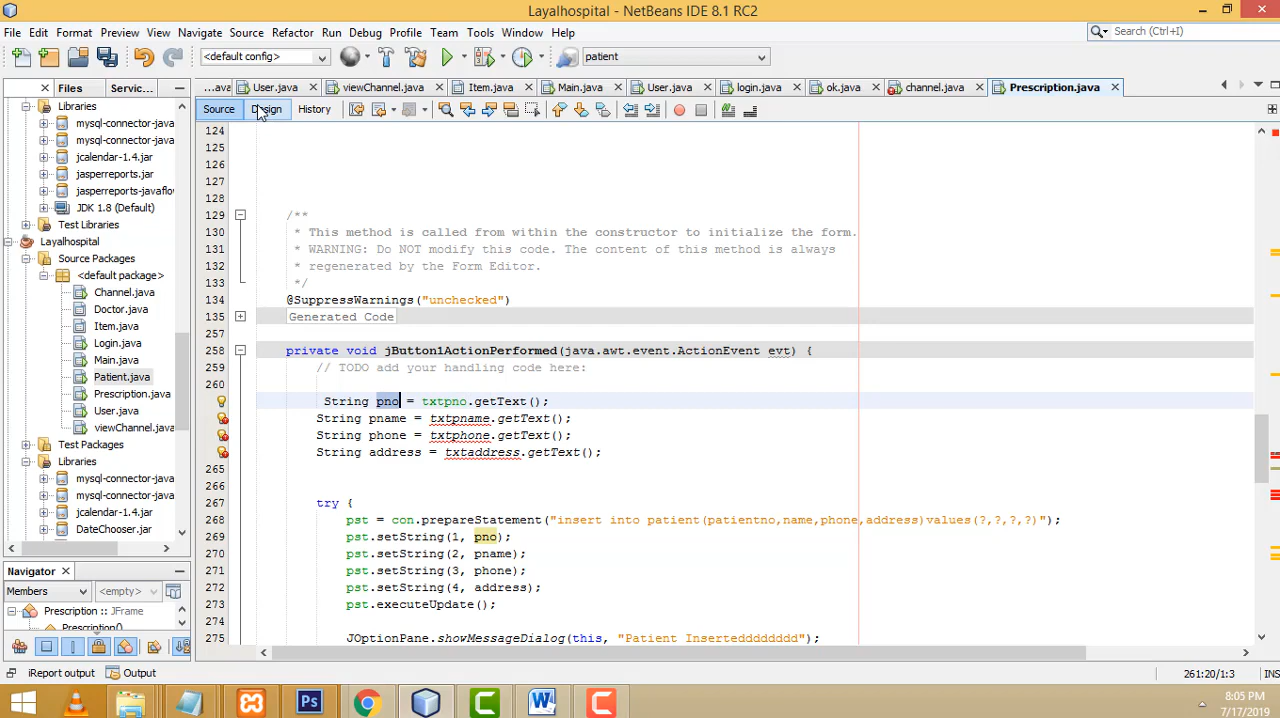 Layalhospital - NetBeans IDE 8.1 RC2
File Edit Format Preview View Navigate Source Refactor Run Debug Profile Team Tools Window Help
Search (Ctrl+I)
<default config>
patient
Files
Servic...
...ava
User.java
viewChannel.java
Item.java
Main.java
User.java
login.java
ok.java
channel.java
Prescription.java
Source
Design
History
Libraries
mysql-connector-java
mysql-connector-java
jcalendar-1.4.jar
jasperreports.jar
jasperreports-javaflow
JDK 1.8 (Default)
Test Libraries
Layalhospital
Source Packages
<default package>
Channel.java
Doctor.java
Item.java
Login.java
Main.java
Patient.java
Prescription.java
User.java
viewChannel.java
Test Packages
Libraries
mysql-connector-java
mysql-connector-java
jcalendar-1.4.jar
DateChooser.jar
Navigator
Members
<empty>
Prescription :: JFrame
Prescription()
124
125
126
127
128
129 /**
130 * This method is called from within the constructor to initialize the form.
131 * WARNING: Do NOT modify this code. The content of this method is always
132 * regenerated by the Form Editor.
133 */
134 @SuppressWarnings("unchecked")
135 Generated Code
257
258 private void jButton1ActionPerformed(java.awt.event.ActionEvent evt) {
259 // TODO add your handling code here:
260
String pno = txtpno.getText();
String pname = txtpname.getText();
String phone = txtphone.getText();
String address = txtaddress.getText();
265
266
267 try {
268 pst = con.prepareStatement("insert into patient(patientno,name,phone,address)values(?,?,?,?)");
269 pst.setString(1, pno);
270 pst.setString(2, pname);
271 pst.setString(3, phone);
272 pst.setString(4, address);
273 pst.executeUpdate();
274
275 JOptionPane.showMessageDialog(this, "Patient Insertedddddddd");
iReport output
Output
261:20/1:3
INS
8:05 PM
7/17/2019